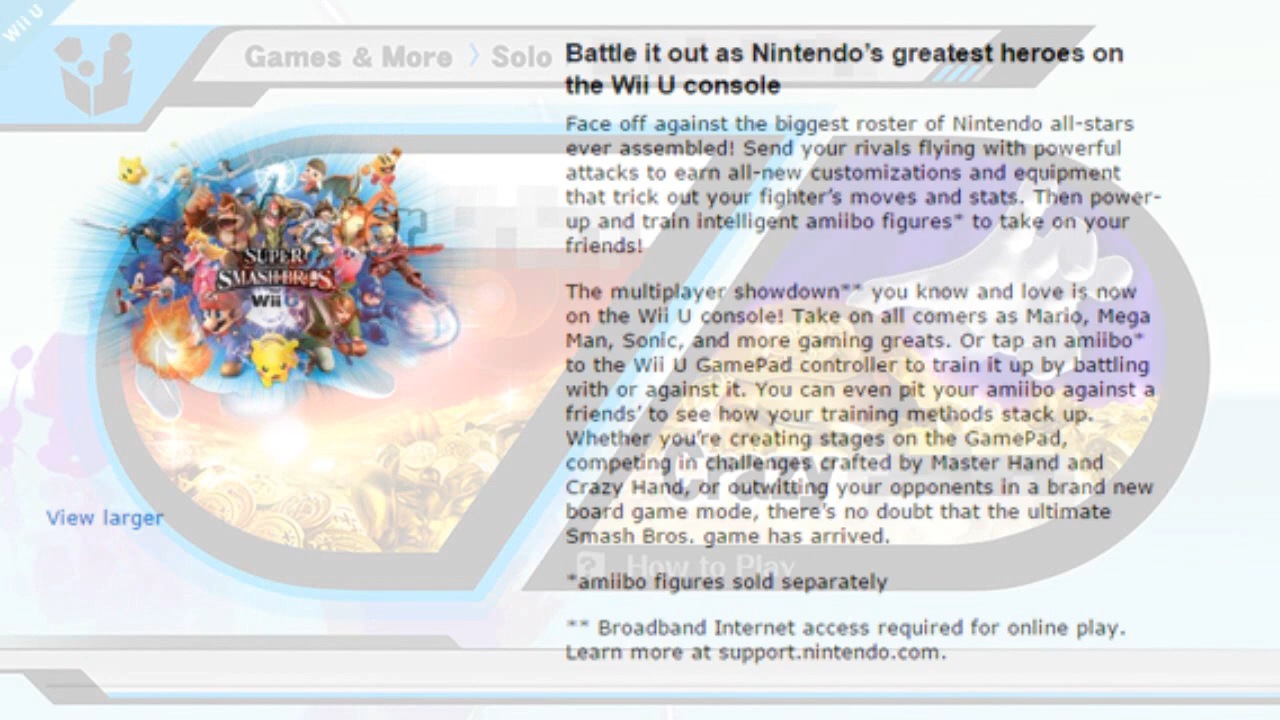 Wii U
Games & More > Solo
Battle it out as Nintendo’s greatest heroes on
the Wii U console
Face off against the biggest roster of Nintendo all-stars
ever assembled! Send your rivals flying with powerful
attacks to earn all-new customizations and equipment
that trick out your fighter’s moves and stats. Then power-
up and train intelligent amiibo figures* to take on your
friends!
The multiplayer showdown** you know and love is now
on the Wii U console! Take on all comers as Mario, Mega
Man, Sonic, and more gaming greats. Or tap an amiibo*
to the Wii U GamePad controller to train it up by battling
with or against it. You can even pit your amiibo against a
friends’ to see how your training methods stack up.
Whether you’re creating stages on the GamePad,
competing in challenges crafted by Master Hand and
Crazy Hand, or outwitting your opponents in a brand new
board game mode, there’s no doubt that the ultimate
Smash Bros. game has arrived.
*amiibo figures sold separately
** Broadband Internet access required for online play.
Learn more at support.nintendo.com.
SUPER
SMASH BROS.
Wii U
View larger
Crazy
? How to Play